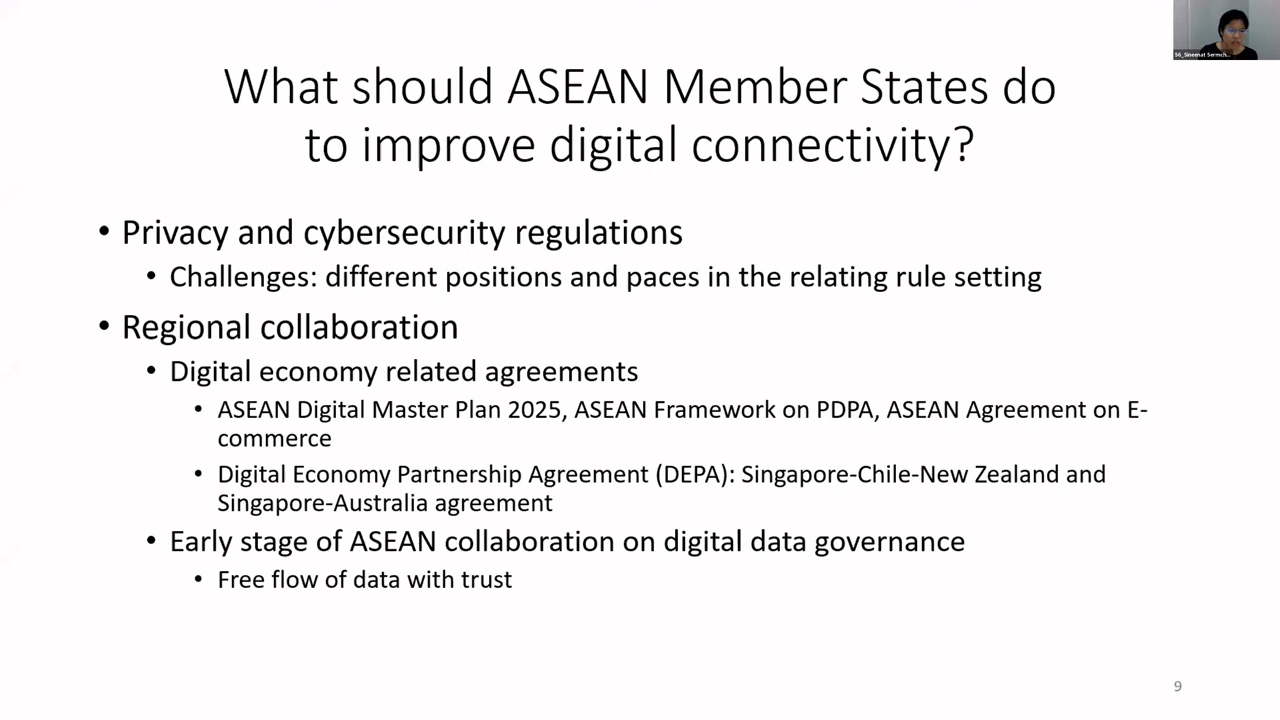 S6_Sineenat Sermch...
What should ASEAN Member States do
to improve digital connectivity?
• Privacy and cybersecurity regulations
• Challenges: different positions and paces in the relating rule setting
• Regional collaboration
• Digital economy related agreements
• ASEAN Digital Master Plan 2025, ASEAN Framework on PDPA, ASEAN Agreement on E-
commerce
• Digital Economy Partnership Agreement (DEPA): Singapore-Chile-New Zealand and
Singapore-Australia agreement
• Early stage of ASEAN collaboration on digital data governance
• Free flow of data with trust
9